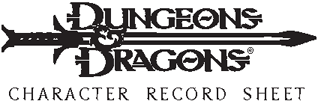 DUNGEONS
&
DRAGONS®
CHARACTER RECORD SHEET